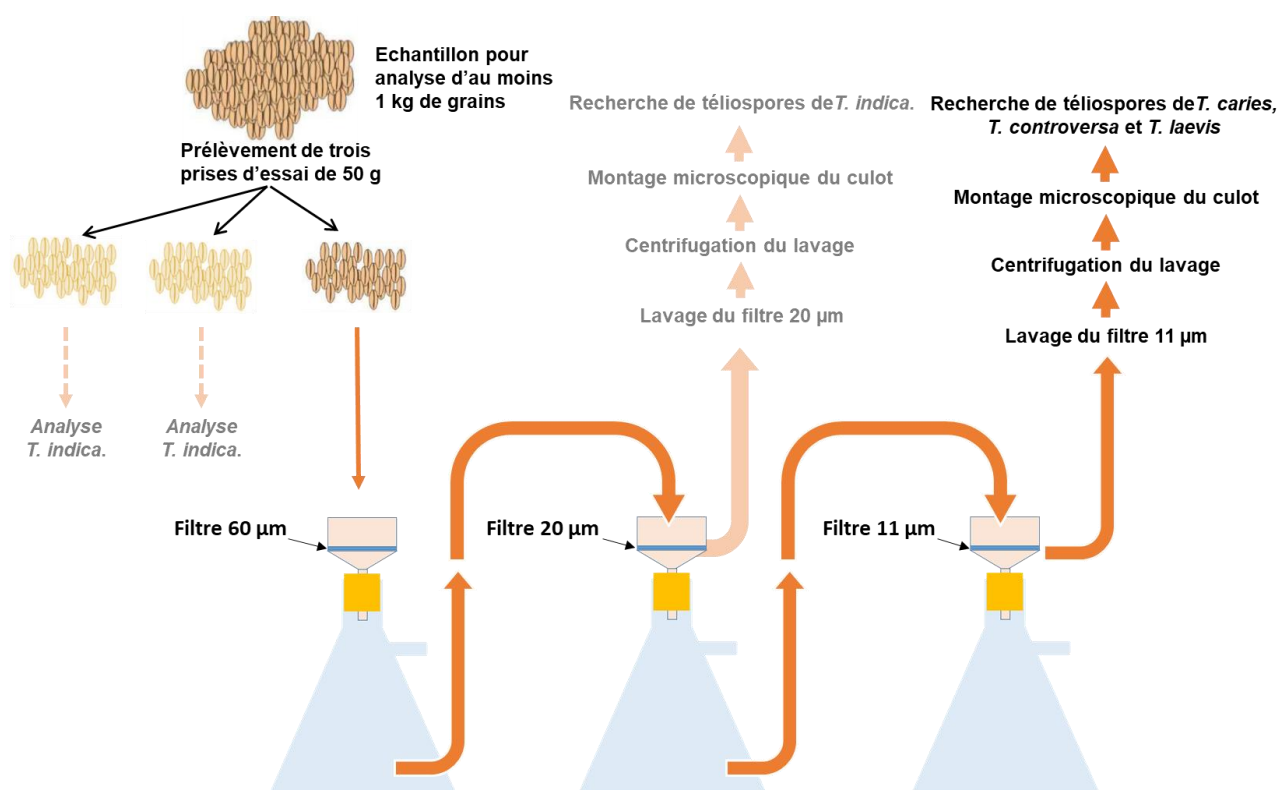 Echantillon pour
analyse d'au moins
1 kg de grains
Prélèvement de trois
prises d'essai de 50 g
Analyse
T. indica.
Analyse
T. indica.
Recherche de téliospores deT. indica.
Montage microscopique du culot
Centrifugation du lavage
Lavage du filtre 20 µm
Recherche de téliospores deT. caries,
T. controversa et T. laevis
Montage microscopique du culot
Centrifugation du lavage
Lavage du filtre 11 µm
Filtre 60 µm
Filtre 20 µm
Filtre 11 µm